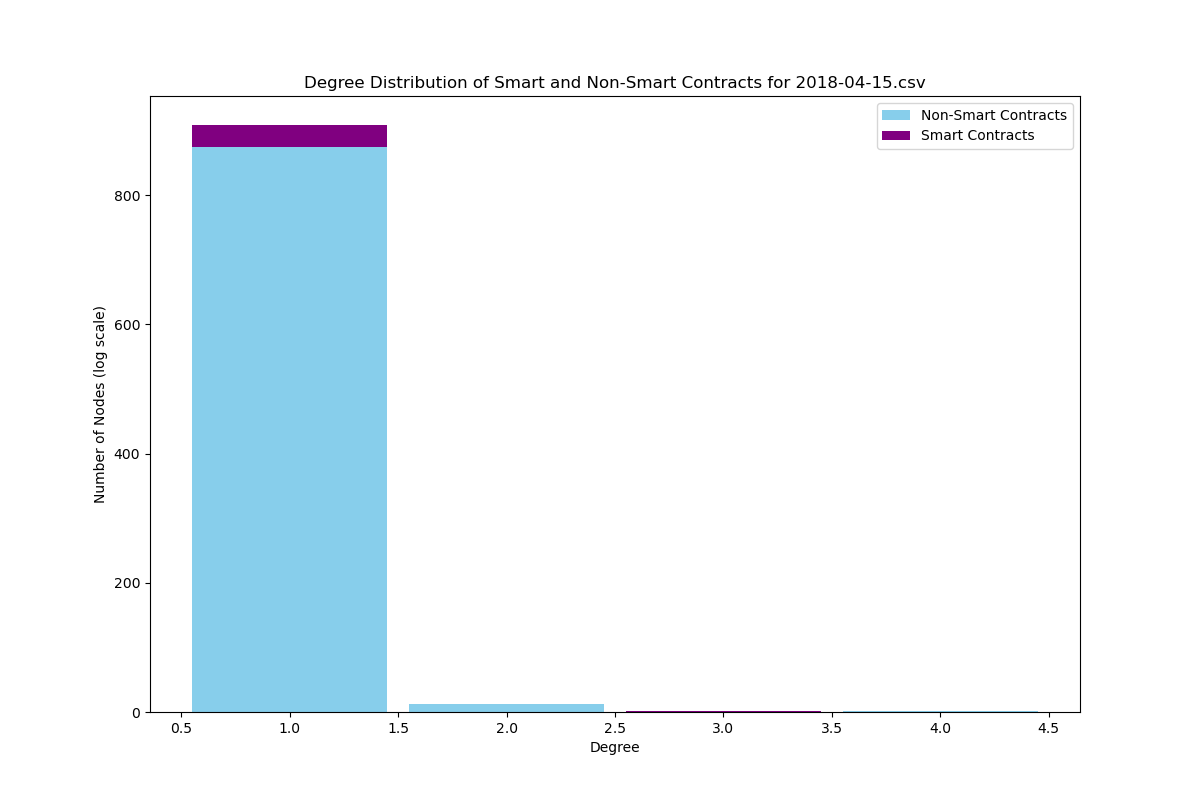 Degree Distribution of Smart and Non-Smart Contracts for 2018-04-15.csv
Non-Smart Contracts
Smart Contracts
Number of Nodes (log scale)
800
600
400
200
0
0.5 1.0 1.5 2.0 2.5 3.0 3.5 4.0 4.5
Degree